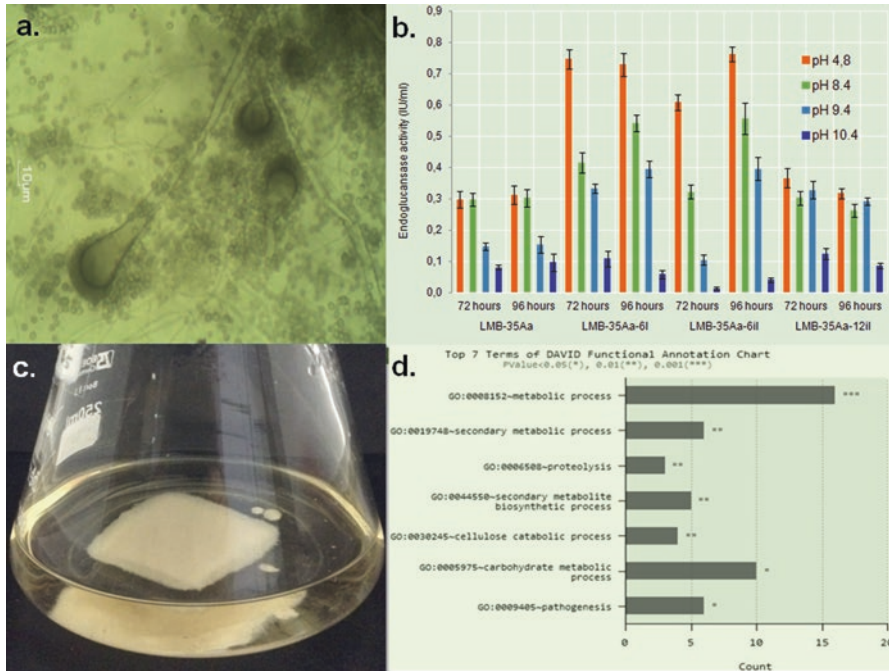 a.
10µm
b.
Endoglucansase activity (IU/ml)
0,9
0,8
0,7
0,6
0,5
0,4
0,3
0,2
0,1
0,0
pH 4,8
pH 8.4
pH 9.4
pH 10.4
72 hours 96 hours 72 hours 96 hours 72 hours 96 hours 72 hours 96 hours
LMB-35Aa LMB-35Aa-6I LMB-35Aa-6il LMB-35Aa-12il
c.
250ml
d.
Top 7 Terms of DAVID Functional Annotation Chart
PValue<0.05(*), 0.01(**), 0.001(***)
GO:0008152~metabolic process
***
GO:0019748~secondary metabolic process
**
GO:0006508~proteolysis
**
GO:0044550~secondary metabolite
biosynthetic process
**
GO:0030245~cellulose catabolic process
**
GO:0005975~carbohydrate metabolic
process
*
GO:0009405~pathogenesis
*
0 5 10 15 20
Count